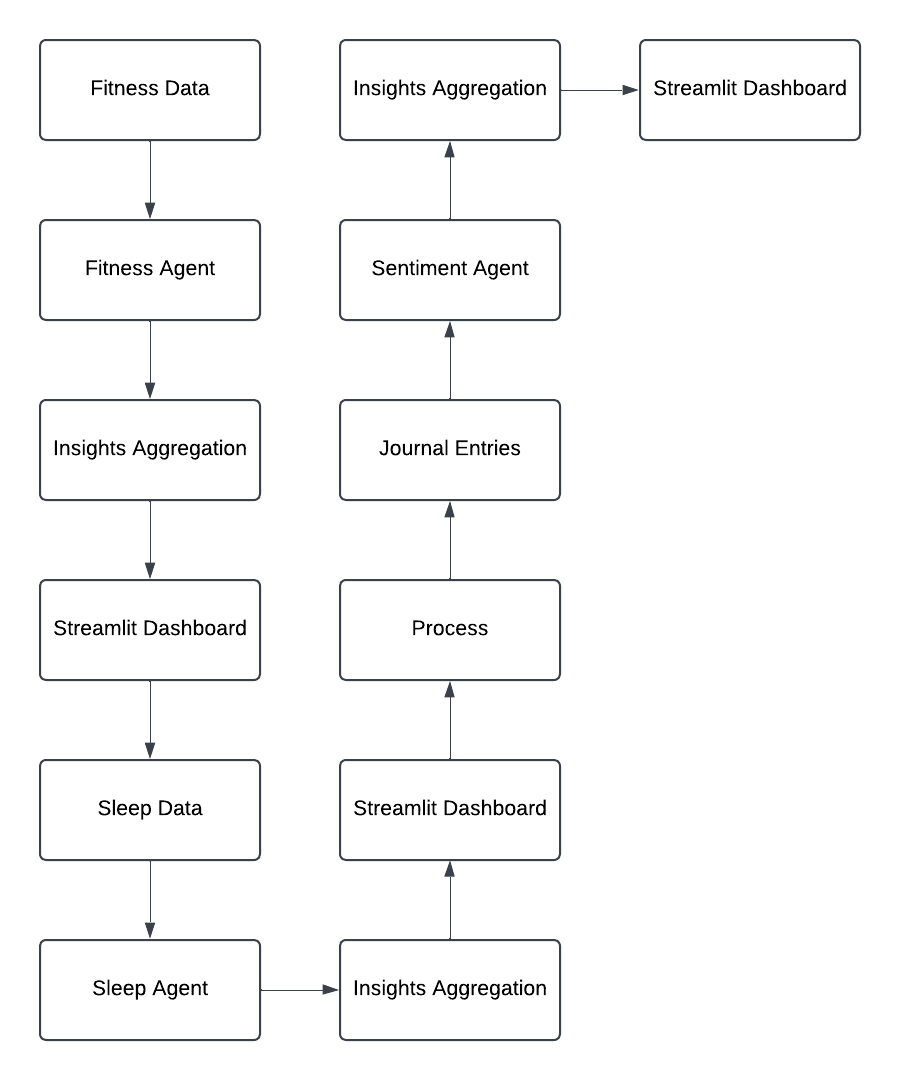 Fitness Data
Fitness Agent
Insights Aggregation
Streamlit Dashboard
Sleep Data
Sleep Agent
Insights Aggregation
Streamlit Dashboard
Process
Journal Entries
Sentiment Agent
Insights Aggregation
Streamlit Dashboard